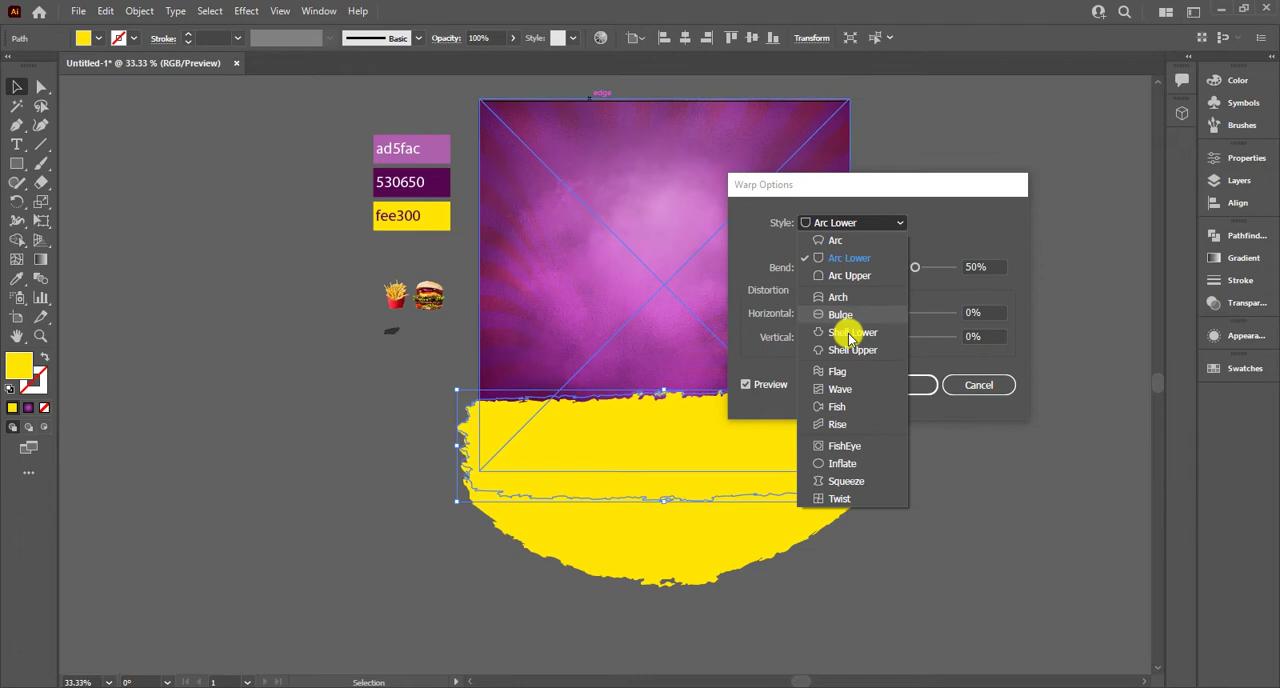 Ai File Edit Object Type Select Effect View Window Help
Path Stroke: Basic Opacity: 100% Style: Transform
Untitled-1* @ 33.33 % (RGB/Preview) ×
edge
ad5fac
530650
fee300
Warp Options
Style: Arc Lower
Arc
Arc Lower
Arc Upper
Arch
Bulge
Shell Lower
Shell Upper
Flag
Wave
Fish
Rise
FishEye
Inflate
Squeeze
Twist
Bend: 50%
Distortion
Horizontal: 0%
Vertical: 0%
Preview Cancel
Color
Symbols
Brushes
Properties
Layers
Align
Pathfind...
Gradient
Stroke
Transpar...
Appeara...
Swatches
33.33% 0° 1 Selection